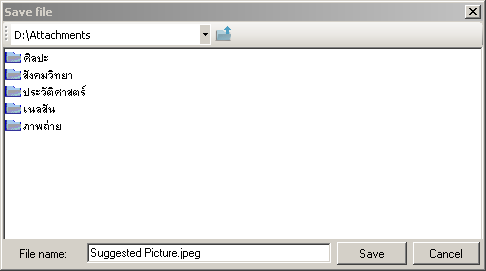 Save file
D:\Attachments
ศิลปะ
สังคมวิทยา
ประวัติศาสตร์
เนลสัน
ภาพถ่าย
File name: Suggested Picture.jpeg Save Cancel